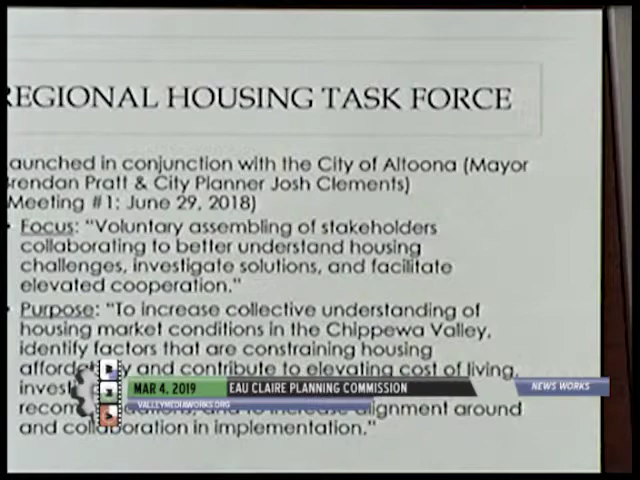 REGIONAL HOUSING TASK FORCE
aunched in conjunction with the City of Altoona (Mayor
Brendan Pratt & City Planner Josh Clements)
(Meeting #1: June 29, 2018)
Focus: “Voluntary assembling of stakeholders
collaborating to better understand housing
challenges, investigate solutions, and facilitate
elevated cooperation.”
Purpose: “To increase collective understanding of
housing market conditions in the Chippewa Valley,
identify factors that are constraining housing
and contribute to elevating cost of living,
MAR 4, 2019
EAU CLAIRE PLANNING COMMISSION
NEWS WORKS
VALLEYMEDIAWORKS.ORG
alignment around
and collaboration in implementation.”